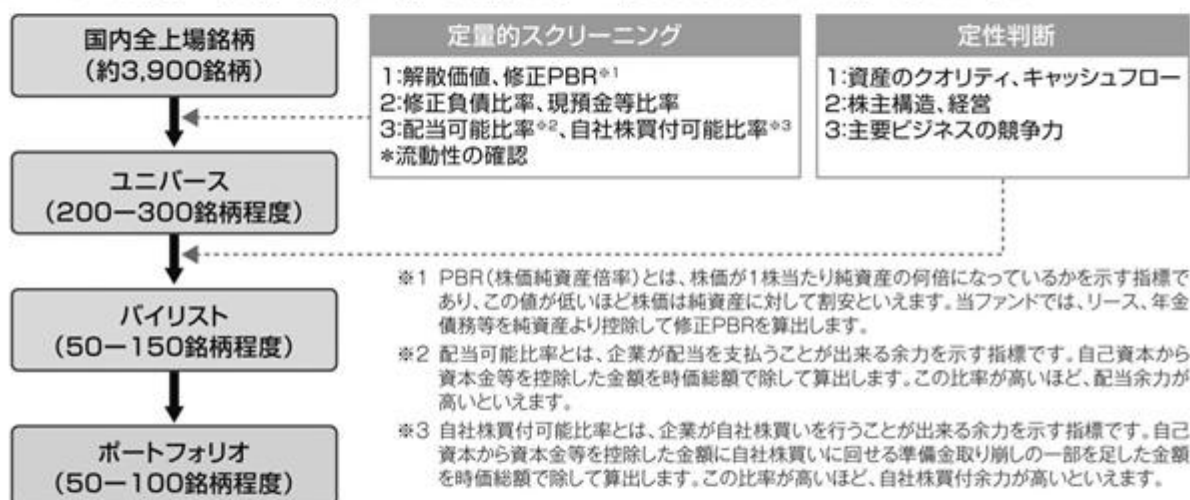 国内全上場銘柄
（約3,900銘柄）
定量的スクリーニング
1:解散価値、修正PBR※1
2:修正負債比率、現預金等比率
3:配当可能比率※2、自社株買付可能比率※3
*流動性の確認
定性判断
1:資産のクオリティ、キャッシュフロー
2:株主構造、経営
3:主要ビジネスの競争力
ユニバース
（200ー300銘柄程度）
バイリスト
（50ー150銘柄程度）
ポートフォリオ
（50ー100銘柄程度）
※1 PBR（株価純資産倍率）とは、株価が1株当たり純資産の何倍になっているかを示す指標で
あり、この値が低いほど株価は純資産に対して割安といえます。当ファンドでは、リース、年金
債務等を純資産より控除して修正PBRを算出します。
※2 配当可能比率とは、企業が配当を支払うことが出来る余力を示す指標です。自己資本から
資本金等を控除した金額を時価総額で除して算出します。この比率が高いほど、配当余力が
高いといえます。
※3 自社株買付可能比率とは、企業が自社株買いを行うことが出来る余力を示す指標です。自己
資本から資本金等を控除した金額に自社株買いに回せる準備金取り崩しの一部を足した金額
を時価総額で除して算出します。この比率が高いほど、自社株買付余力が高いといえます。